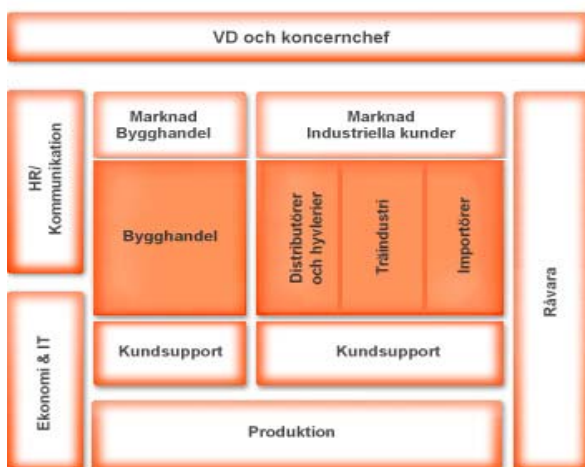 VD och koncernchef
HR/
Kommunikation
Marknad
Bygghandel
Marknad
Industriella kunder
Bygghandel
Distributörer
och hyvlerier
Träindustri
Importörer
Råvara
Ekonomi & IT
Kundsupport
Kundsupport
Produktion